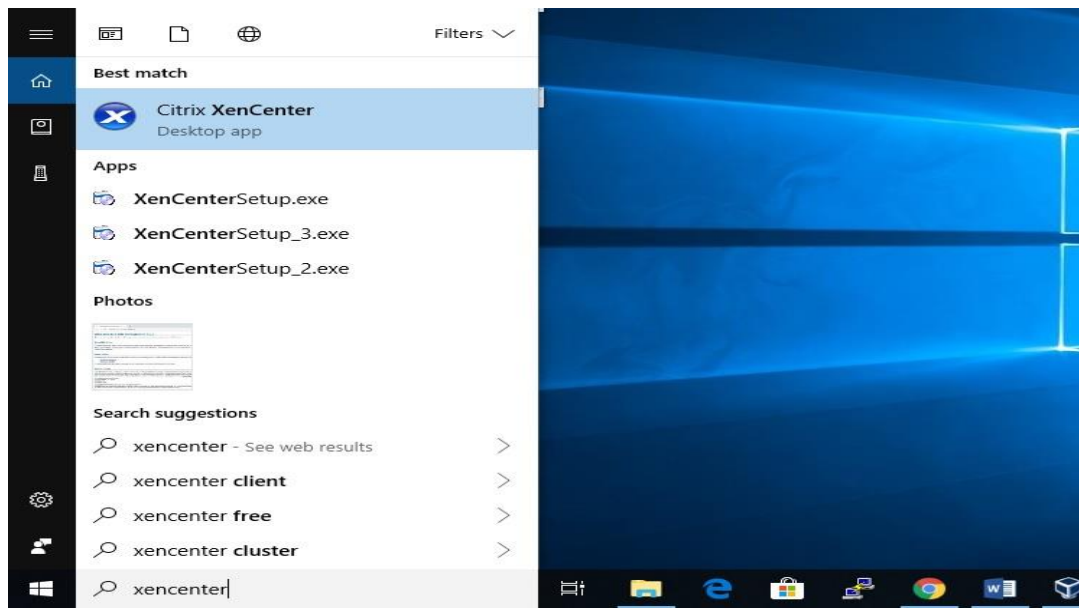 Filters
Best match
Citrix XenCenter
Desktop app
Apps
XenCenterSetup.exe
XenCenterSetup_3.exe
XenCenterSetup_2.exe
Photos
Search suggestions
xencenter - See web results
xencenter client
xencenter free
xencenter cluster
xencenter